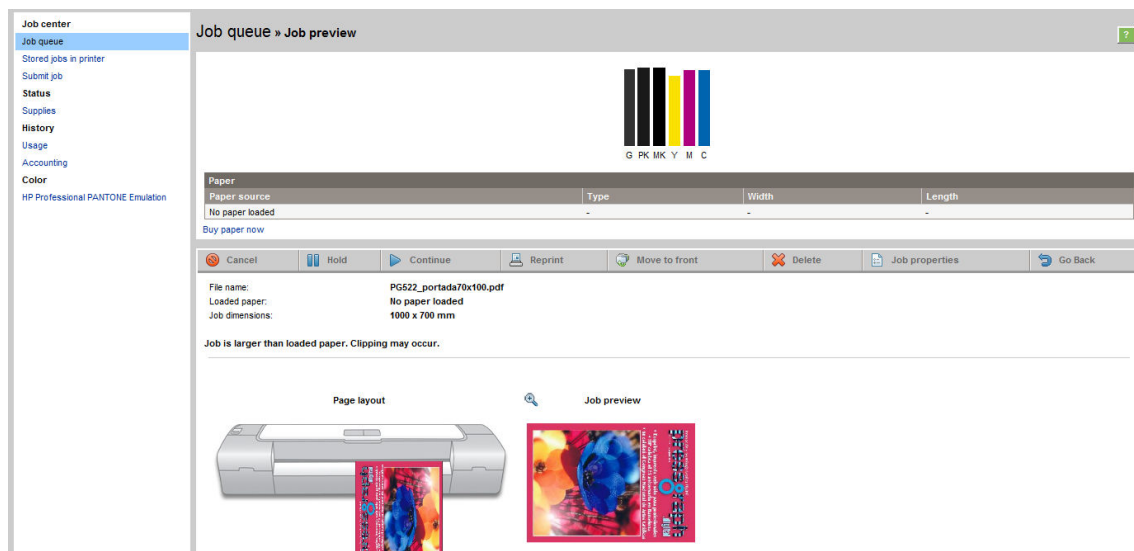 Job center
Job queue
Stored jobs in printer
Submit job
Status
Supplies
History
Usage
Accounting
Color
HP Professional PANTONE Emulation
Job queue » Job preview
?
G PK MK Y M C
Paper
Paper source Type Width Length
No paper loaded - - -
Buy paper now
Cancel Hold Continue Reprint Move to front Delete Job properties Go Back
File name: PG522_portada70x100.pdf
Loaded paper: No paper loaded
Job dimensions: 1000 x 700 mm
Job is larger than loaded paper. Clipping may occur.
Page layout
Job preview